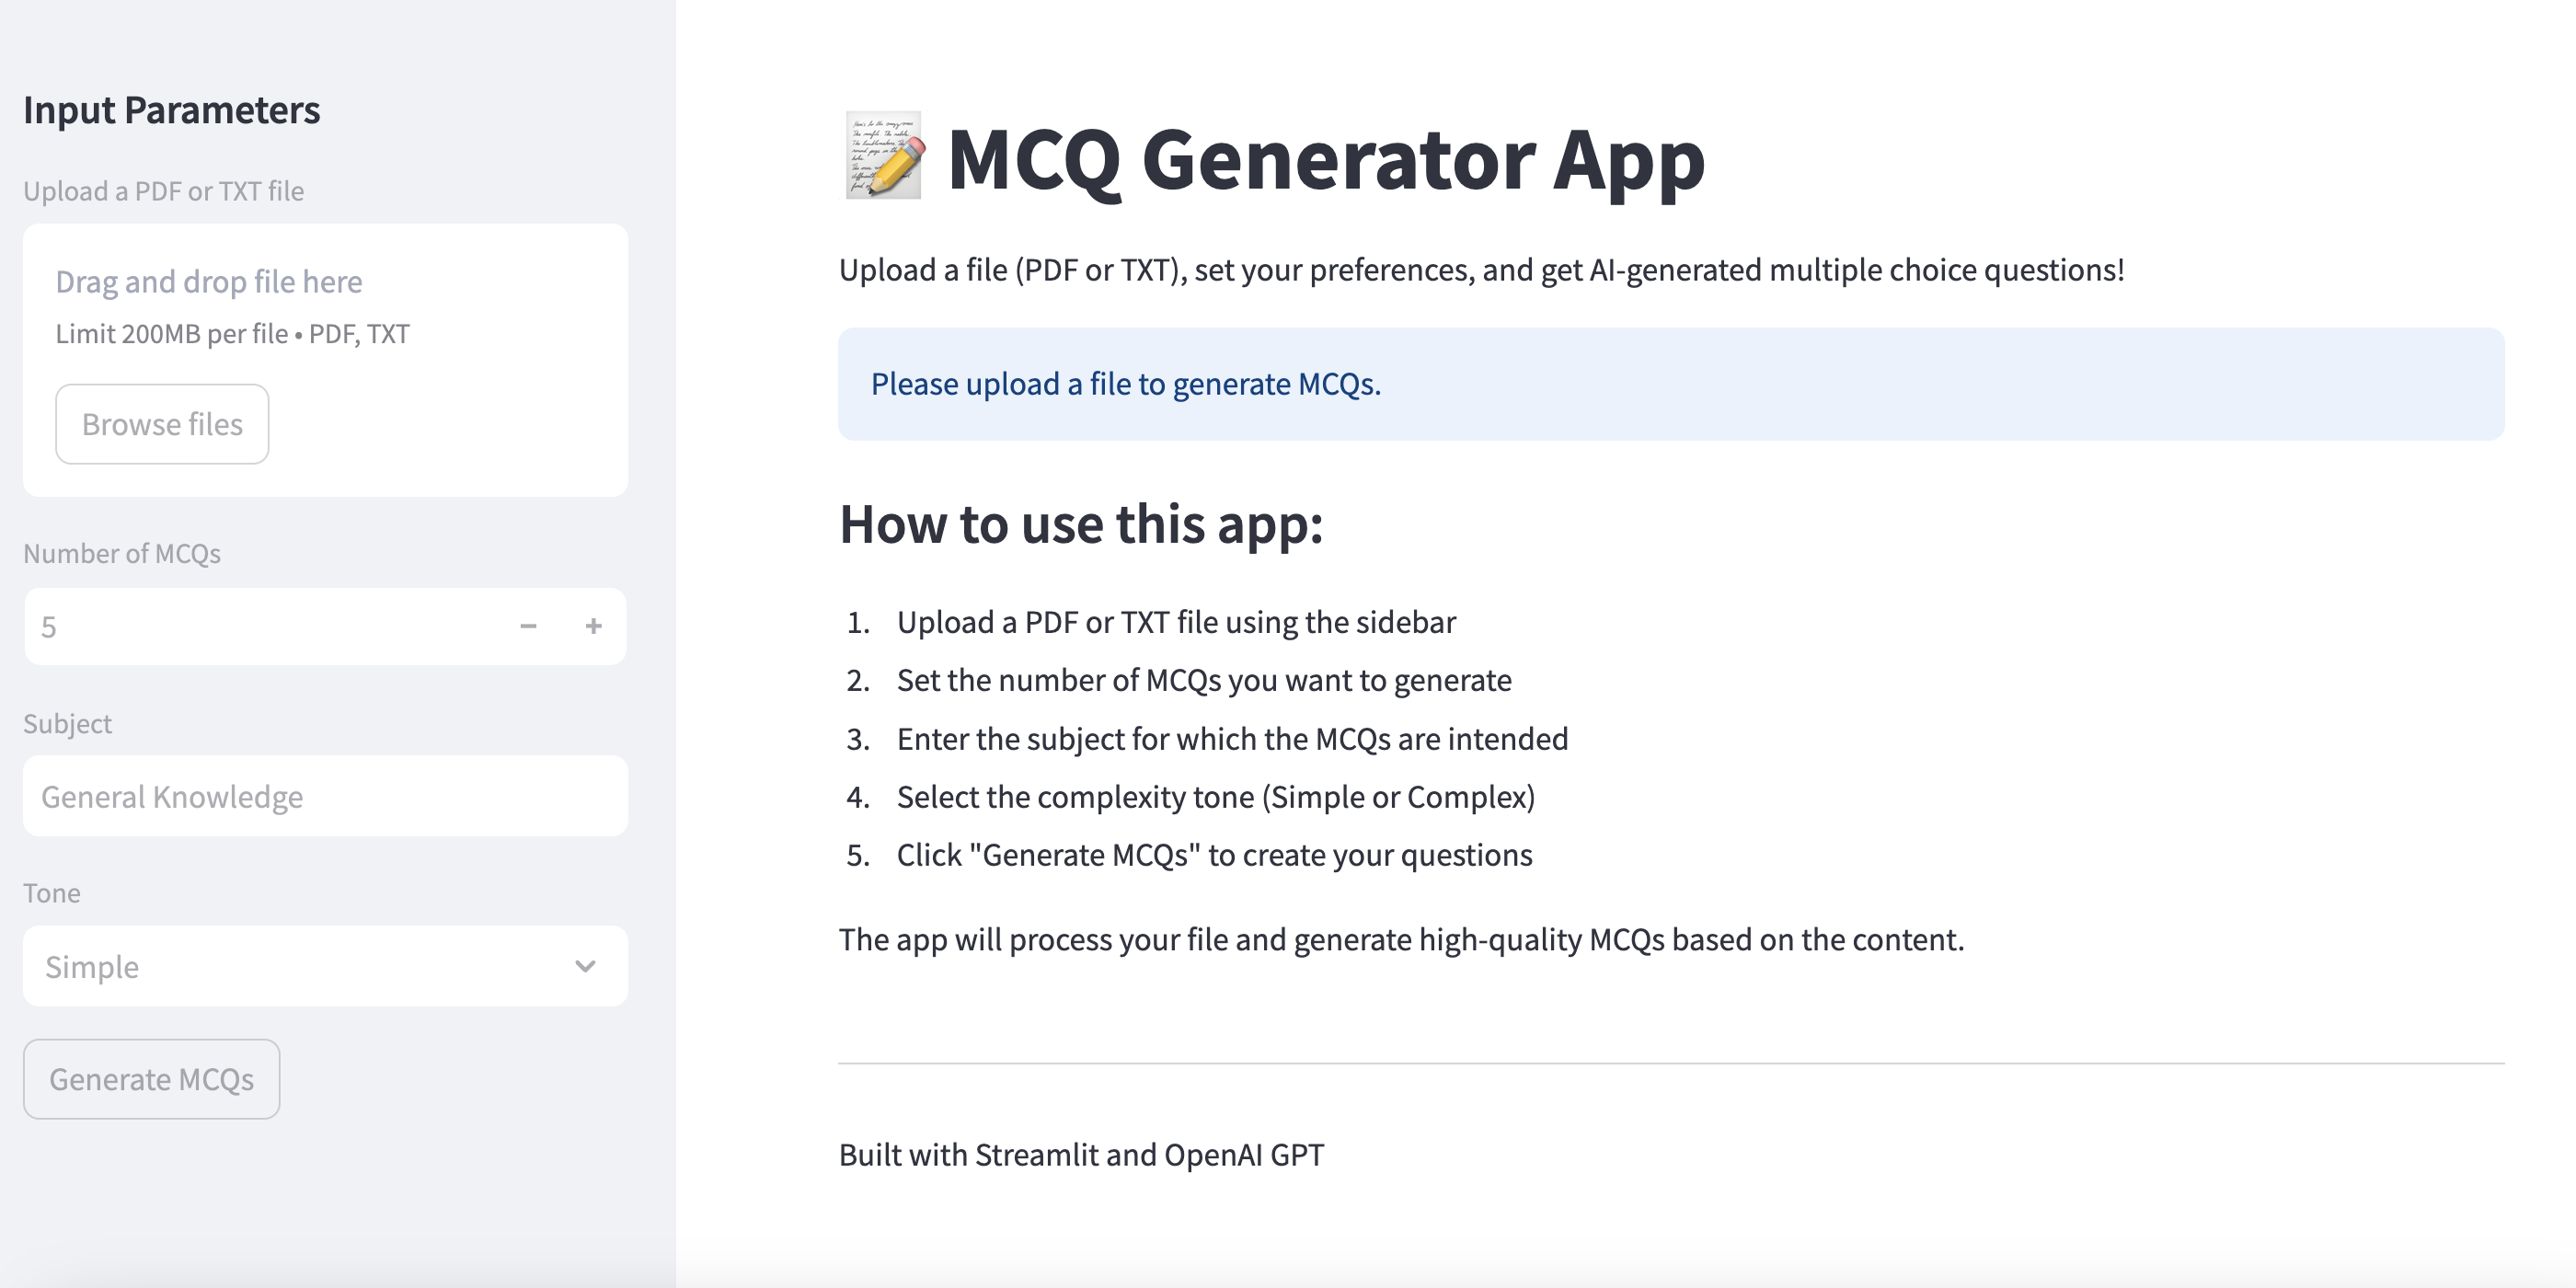 Input Parameters
Upload a PDF or TXT file
Drag and drop file here
Limit 200MB per file • PDF, TXT
Browse files
Number of MCQs
5
Subject
General Knowledge
Tone
Simple
Generate MCQs
MCQ Generator App
Upload a file (PDF or TXT), set your preferences, and get AI-generated multiple choice questions!
Please upload a file to generate MCQs.
How to use this app:
1. Upload a PDF or TXT file using the sidebar
2. Set the number of MCQs you want to generate
3. Enter the subject for which the MCQs are intended
4. Select the complexity tone (Simple or Complex)
5. Click "Generate MCQs" to create your questions
The app will process your file and generate high-quality MCQs based on the content.
Built with Streamlit and OpenAI GPT